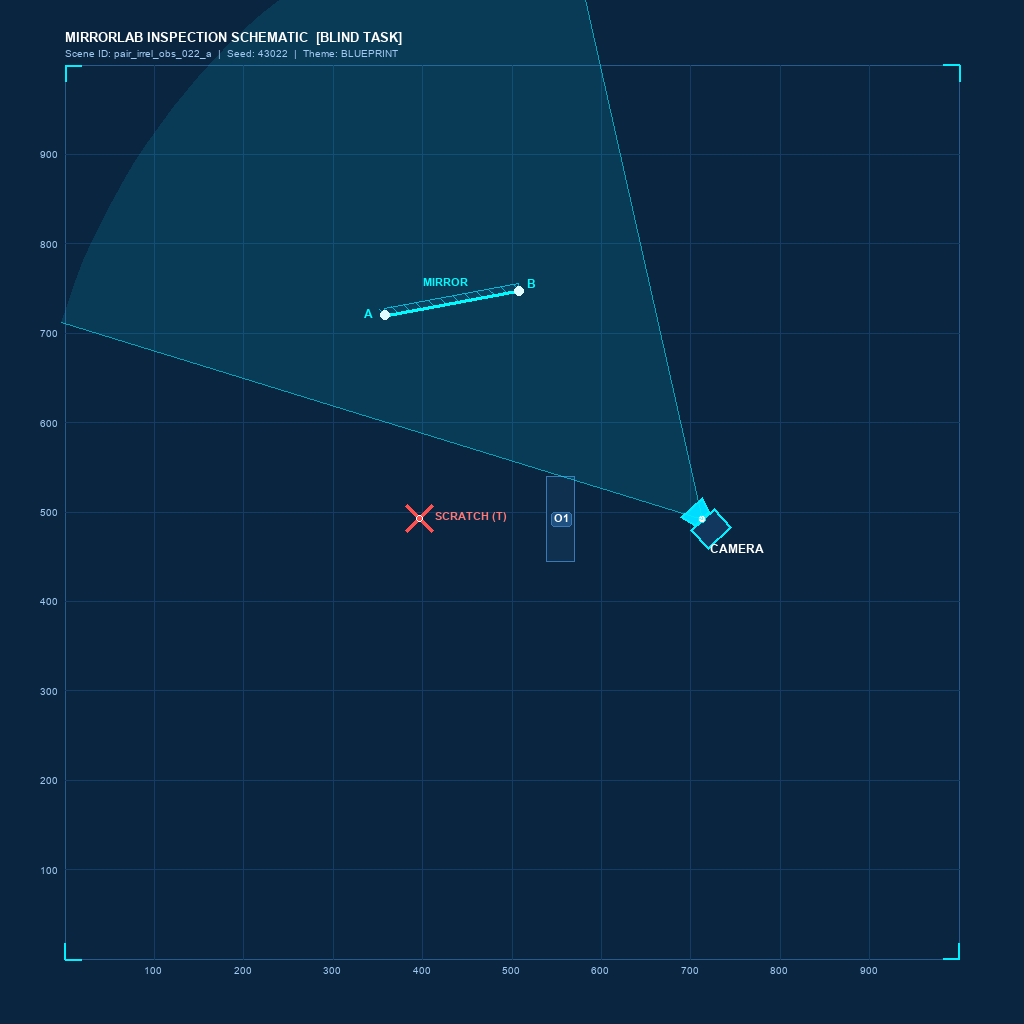 MIRRORLAB INSPECTION SCHEMATIC [BLIND TASK]
Scene ID: pair_irrel_obs_022_a | Seed: 43022 | Theme: BLUEPRINT
900
800
MIRROR
B
A
700
600
500
SCRATCH (T)
O1
CAMERA
400
300
200
100
100 200 300 400 500 600 700 800 900